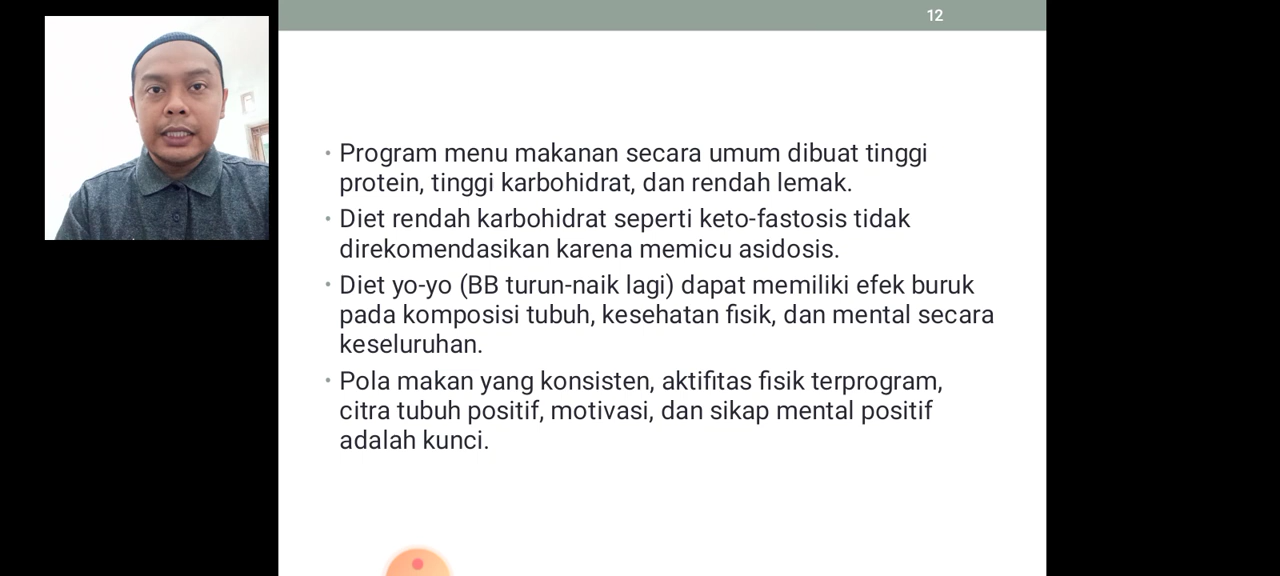 12
• Program menu makanan secara umum dibuat tinggi
protein, tinggi karbohidrat, dan rendah lemak.
• Diet rendah karbohidrat seperti keto-fastosis tidak
direkomendasikan karena memicu asidosis.
• Diet yo-yo (BB turun-naik lagi) dapat memiliki efek buruk
pada komposisi tubuh, kesehatan fisik, dan mental secara
keseluruhan.
• Pola makan yang konsisten, aktifitas fisik terprogram,
citra tubuh positif, motivasi, dan sikap mental positif
adalah kunci.